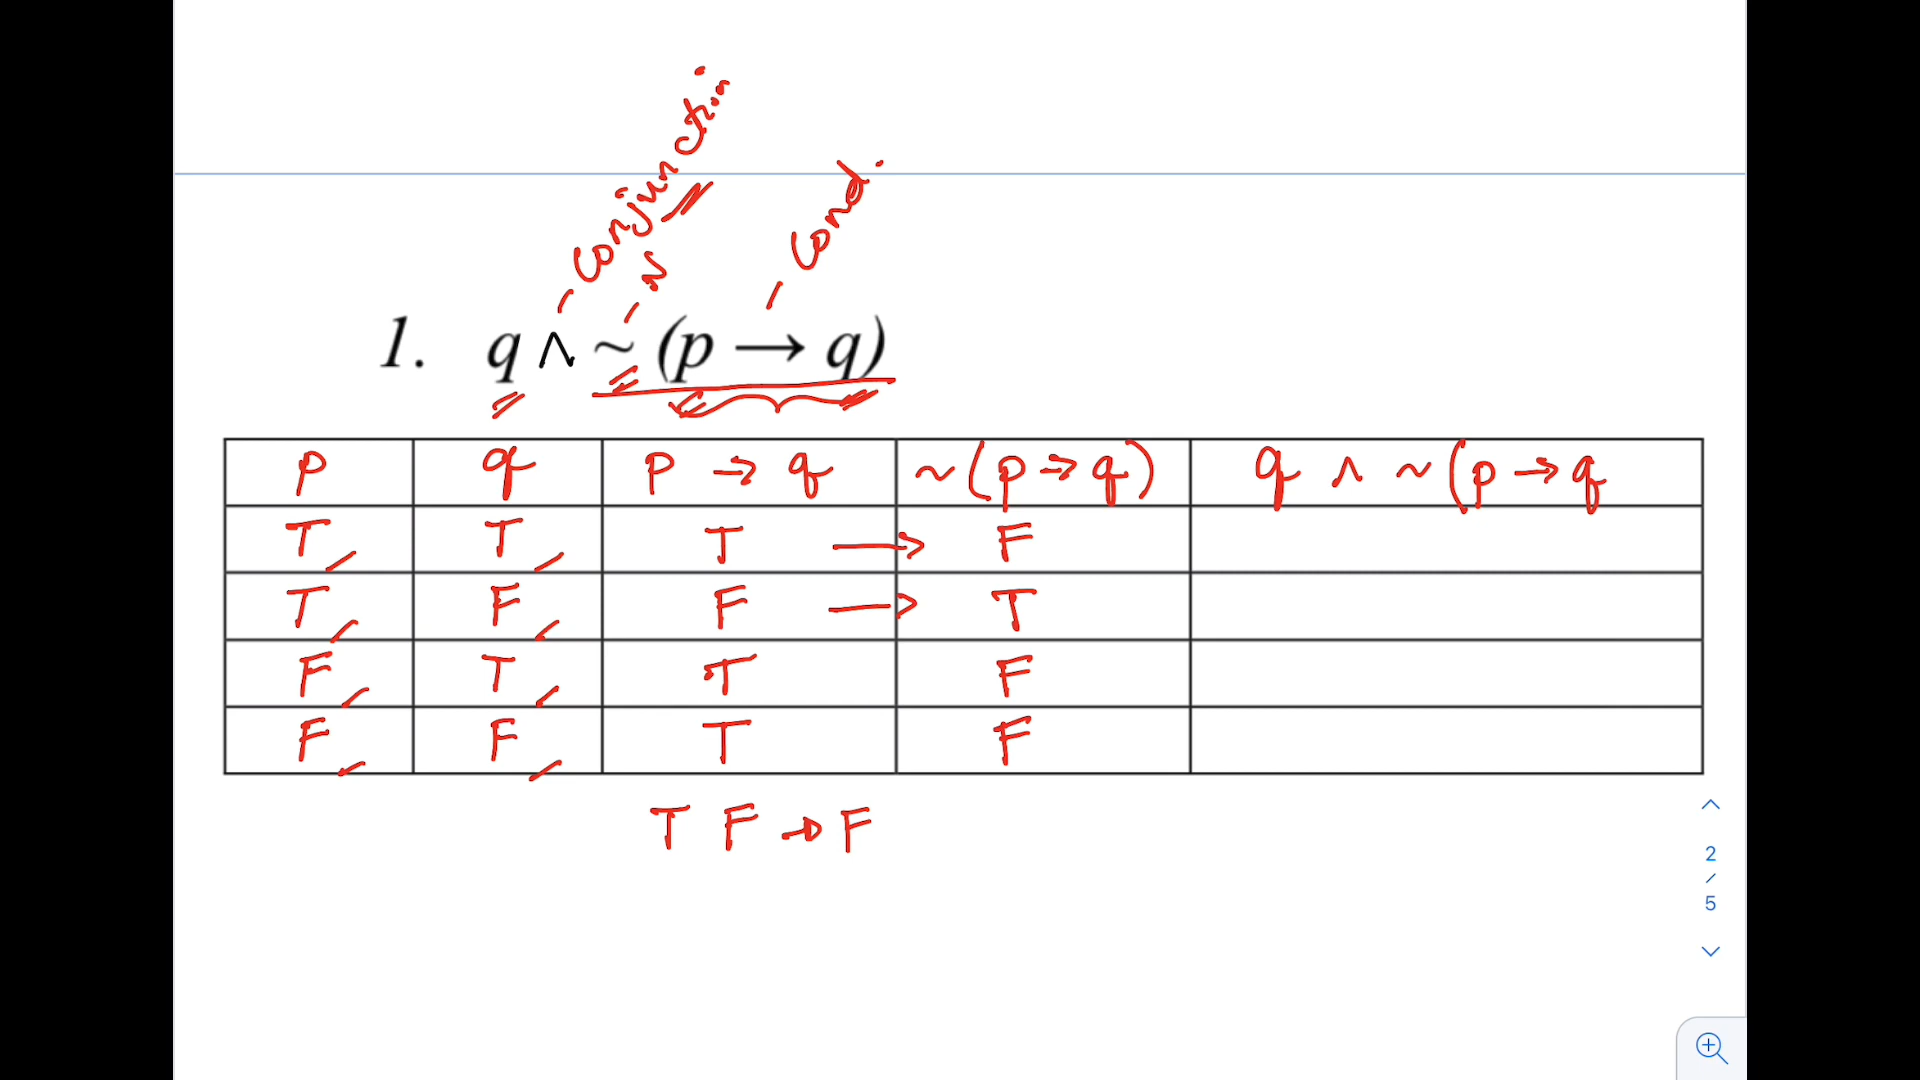 conjunction
~ cond.
1. q ∧ ~ (p → q)
p q p → q ~(p → q) q ∧ ~(p → q
T T T → F
T F F → T
F T T F
F F T F
T F → F
2
/
5